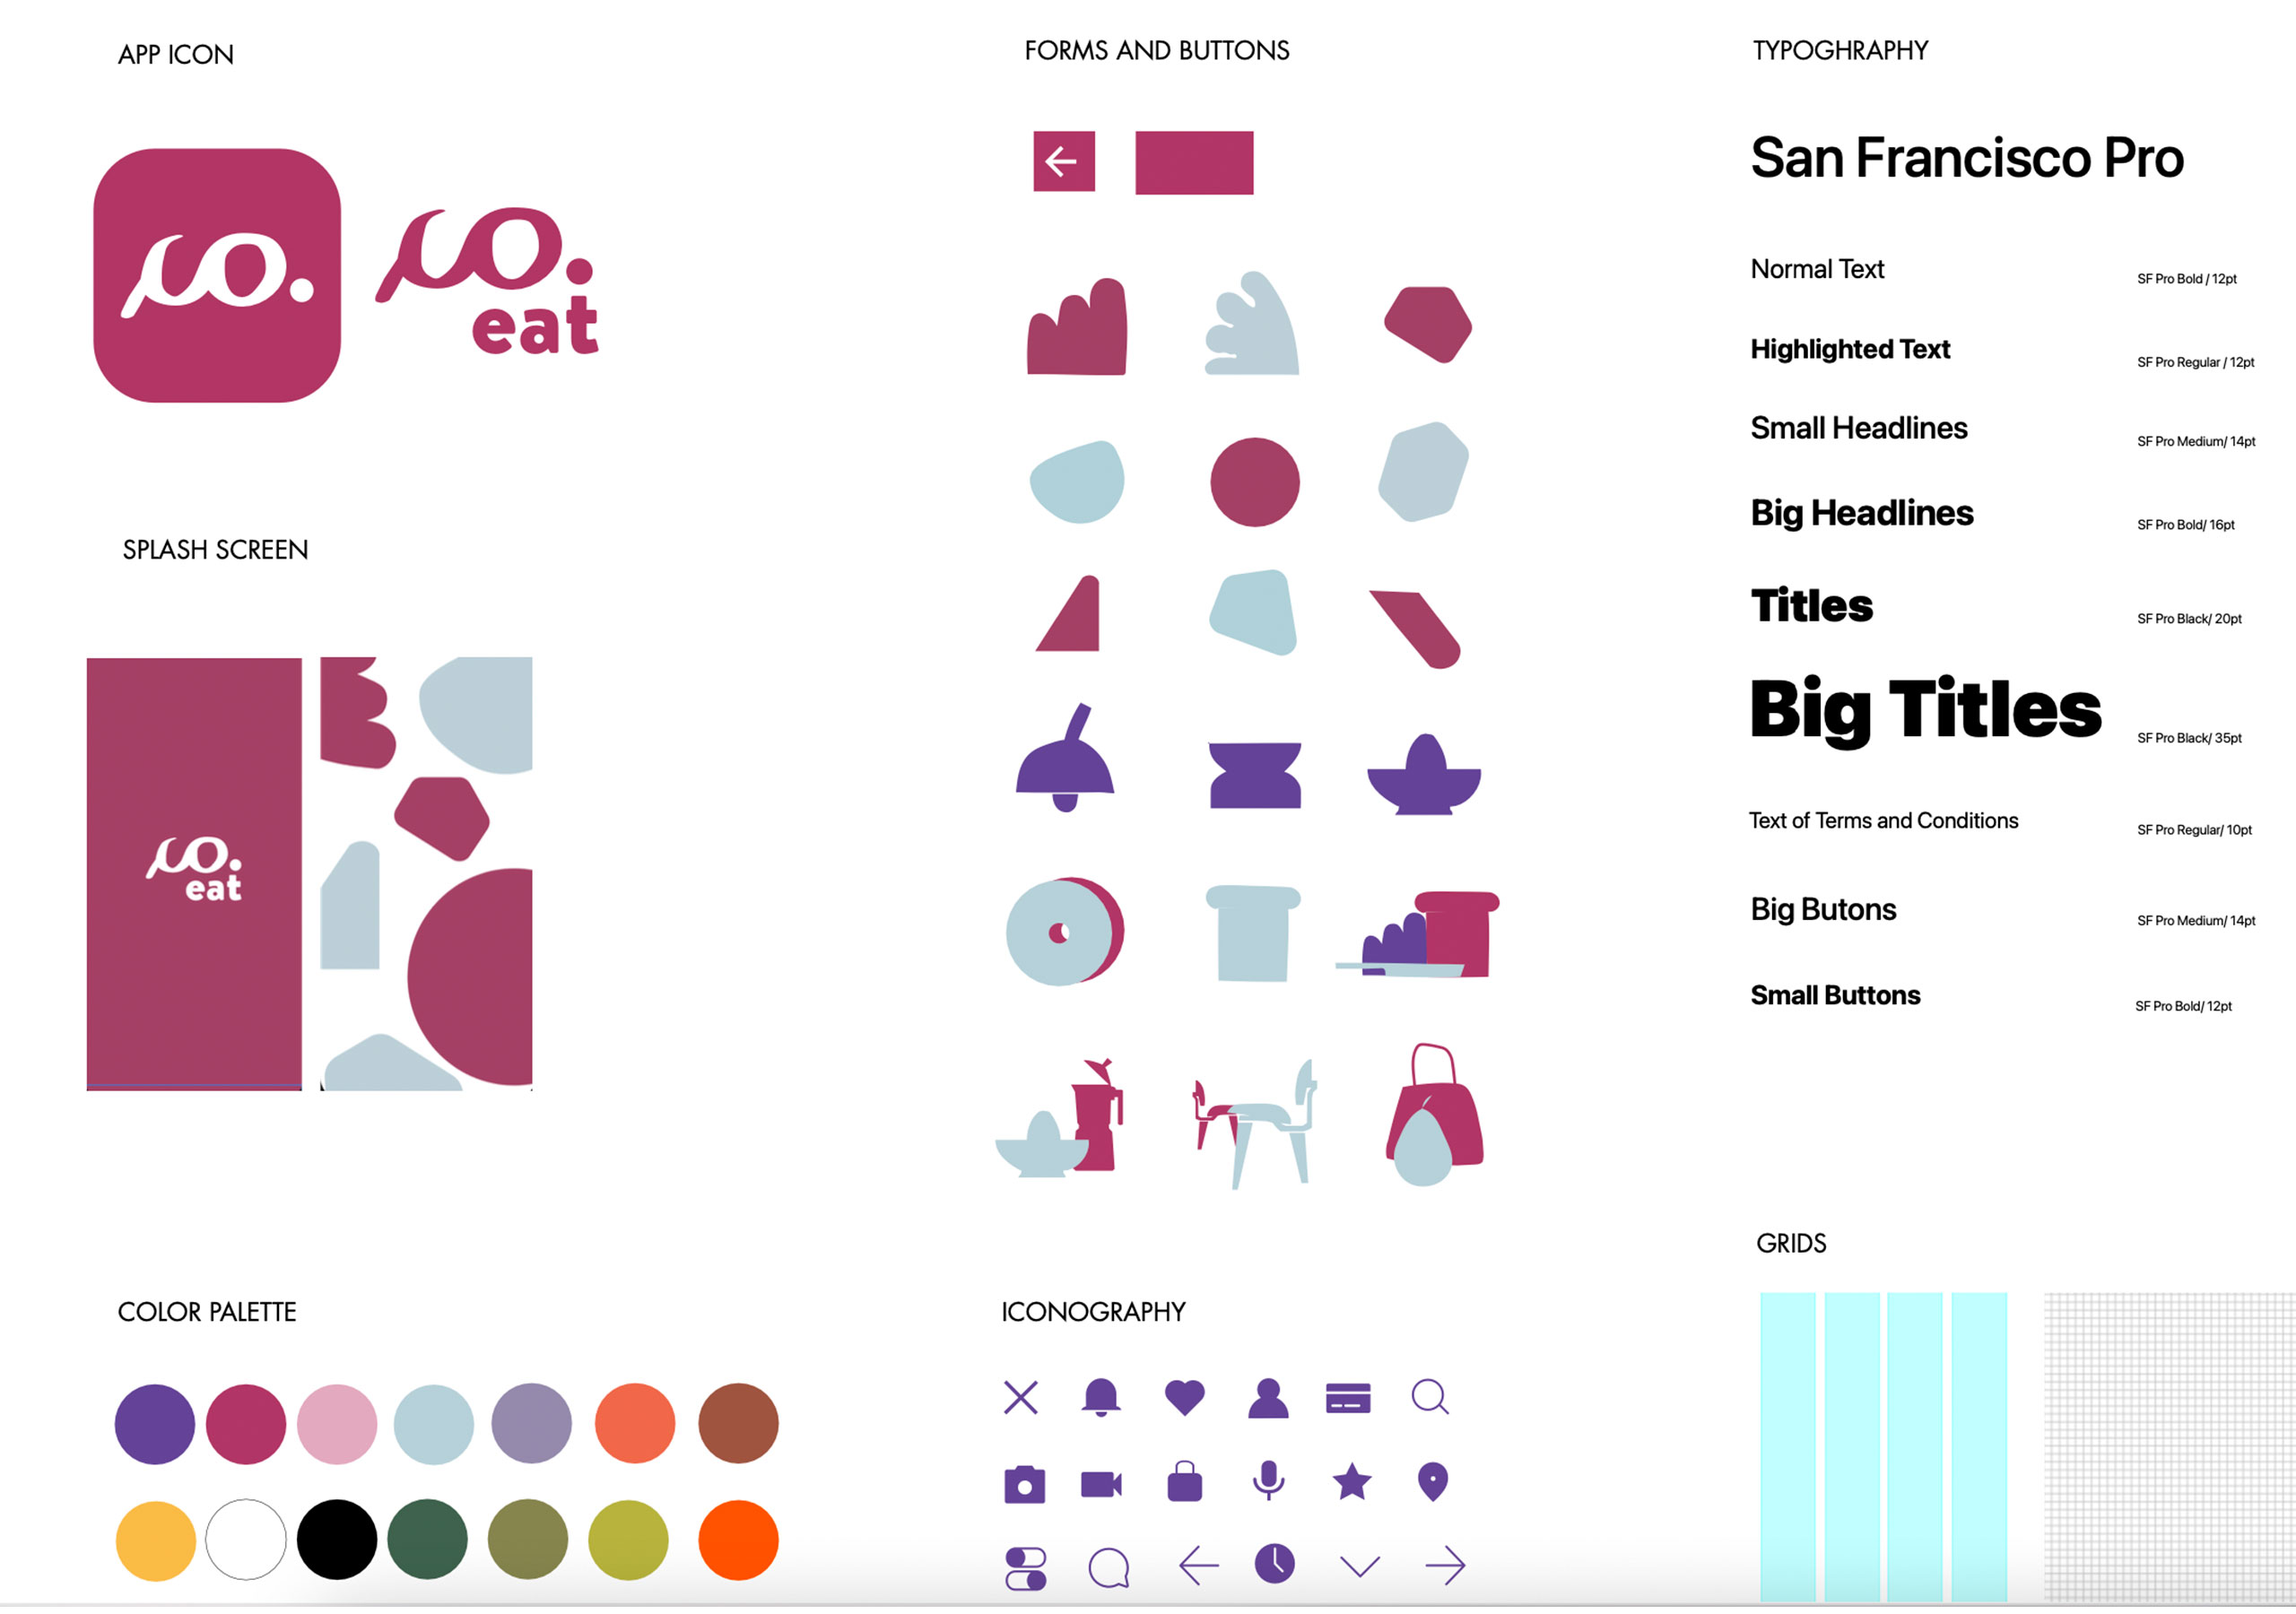 APP ICON
co.
co.
eat
SPLASH SCREEN
co.
eat
COLOR PALETTE
FORMS AND BUTTONS
ICONOGRAPHY
TYPOGHRAPHY
San Francisco Pro
Normal Text SF Pro Bold / 12pt
Highlighted Text SF Pro Regular / 12pt
Small Headlines SF Pro Medium/ 14pt
Big Headlines SF Pro Bold/ 16pt
Titles SF Pro Black/ 20pt
Big Titles SF Pro Black/ 35pt
Text of Terms and Conditions SF Pro Regular/ 10pt
Big Butons SF Pro Medium/ 14pt
Small Buttons SF Pro Bold/ 12pt
GRIDS